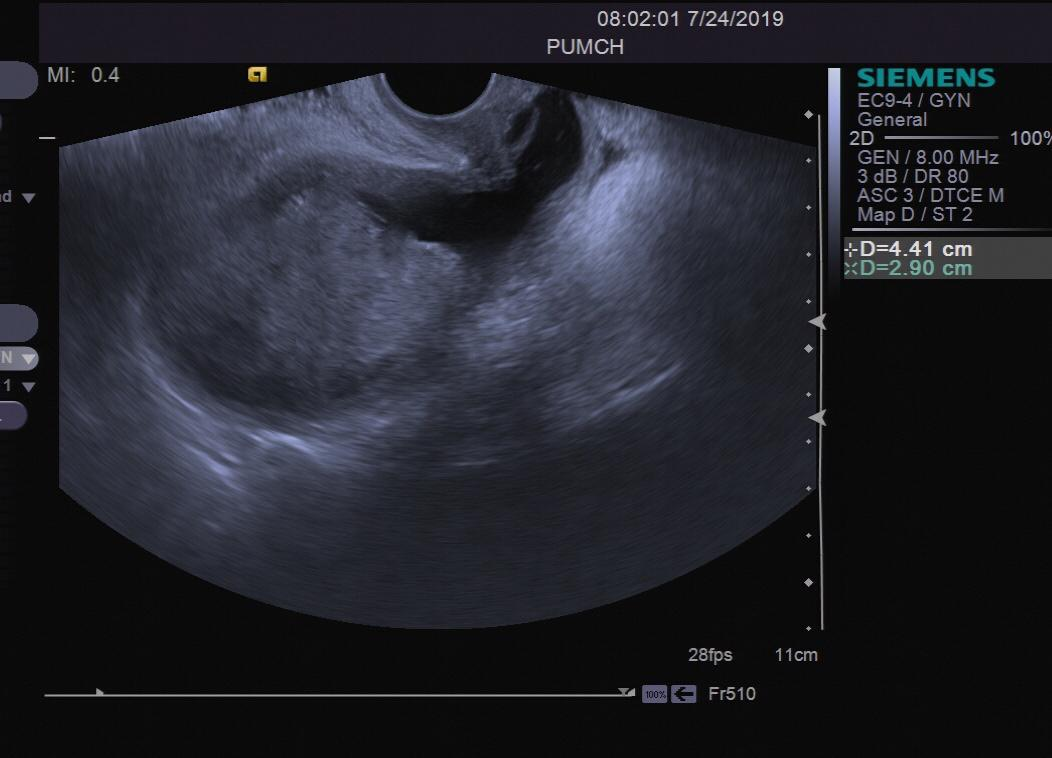 08:02:01 7/24/2019
PUMCH
MI: 0.4
SIEMENS
EC9-4 / GYN
General
2D 100%
GEN / 8.00 MHz
3 dB / DR 80
ASC 3 / DTCE M
Map D / ST 2
D=4.41 cm
D=2.90 cm
nd
N
1
28fps 11cm
100% Fr510